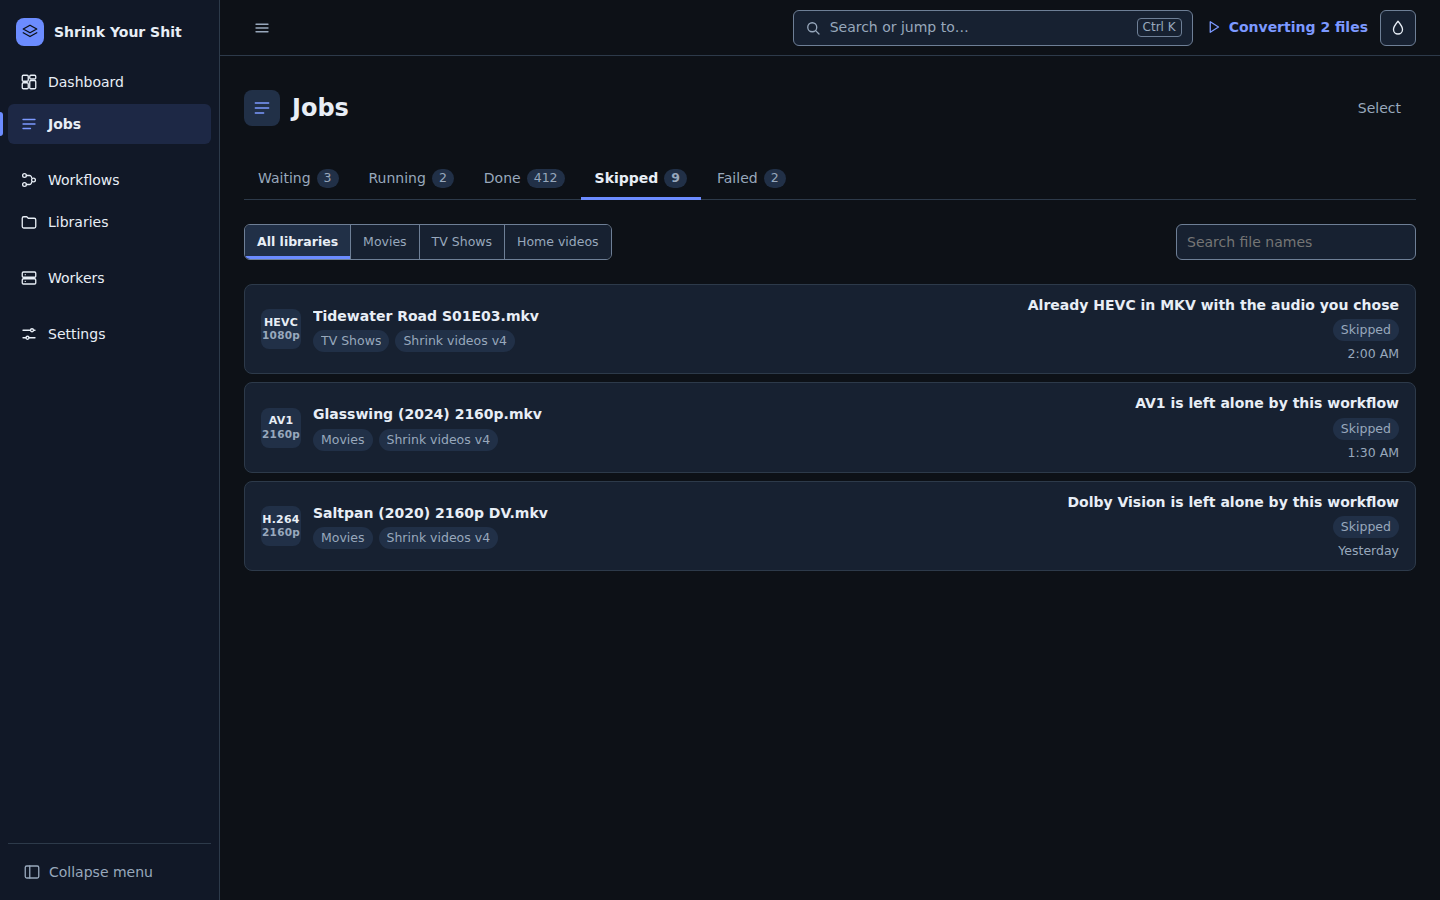 Shrink Your Shit
Search or jump to...
Ctrl K
Converting 2 files
Dashboard
Jobs
Workflows
Libraries
Workers
Settings
Collapse menu
Jobs
Select
Waiting 3
Running 2
Done 412
Skipped 9
Failed 2
All libraries
Movies
TV Shows
Home videos
Search file names
HEVC
1080p
Tidewater Road S01E03.mkv
TV Shows
Shrink videos v4
Already HEVC in MKV with the audio you chose
Skipped
2:00 AM
AV1
2160p
Glasswing (2024) 2160p.mkv
Movies
Shrink videos v4
AV1 is left alone by this workflow
Skipped
1:30 AM
H.264
2160p
Saltpan (2020) 2160p DV.mkv
Movies
Shrink videos v4
Dolby Vision is left alone by this workflow
Skipped
Yesterday